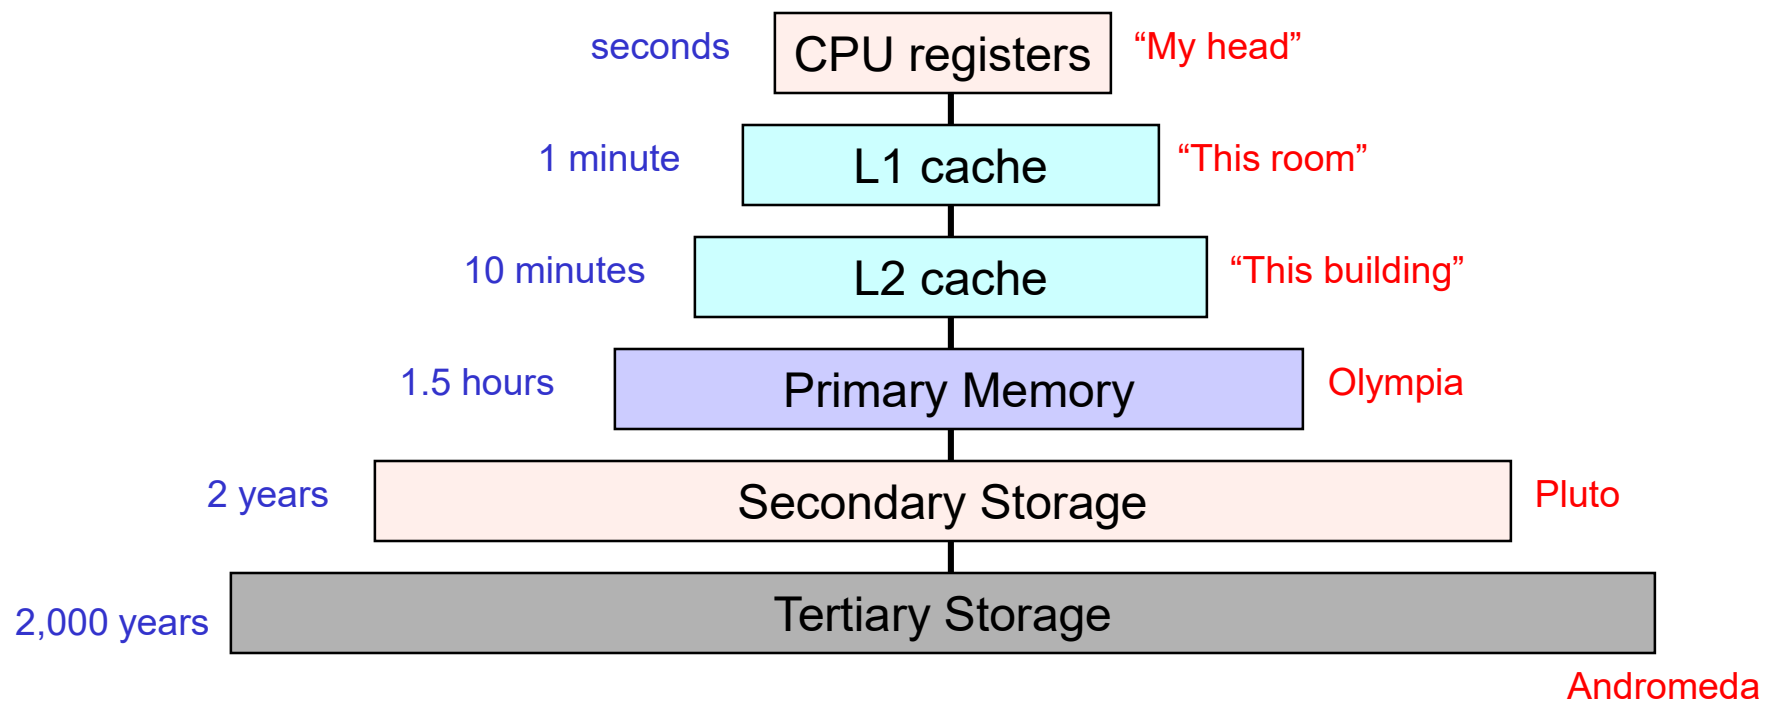 seconds CPU registers “My head”
1 minute L1 cache “This room”
10 minutes L2 cache “This building”
1.5 hours Primary Memory Olympia
2 years Secondary Storage Pluto
2,000 years Tertiary Storage
Andromeda